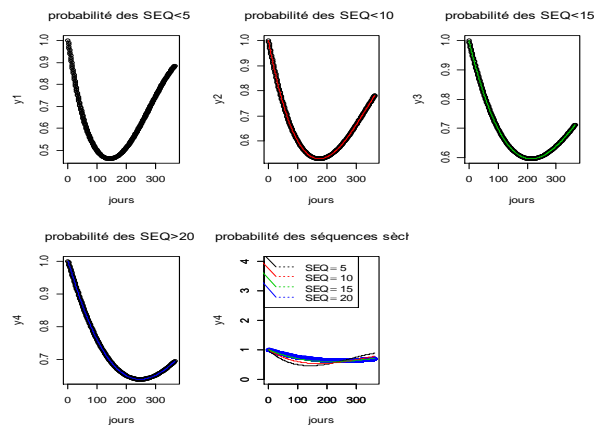 probabilité des SEQ<5
y1
1.0
0.9
0.8
0.7
0.6
0.5
0 100 300
jours
probabilité des SEQ<10
y2
1.0
0.9
0.8
0.7
0.6
0 100 300
jours
probabilité des SEQ<15
y3
1.0
0.9
0.8
0.7
0.6
0 100 300
jours
probabilité des SEQ>20
y4
1.0
0.9
0.8
0.7
0 100 300
jours
probabilité des séquences sèch
y4
4
3
2
1
0
SEQ=5
SEQ=10
SEQ=15
SEQ=20
0 100 300
jours